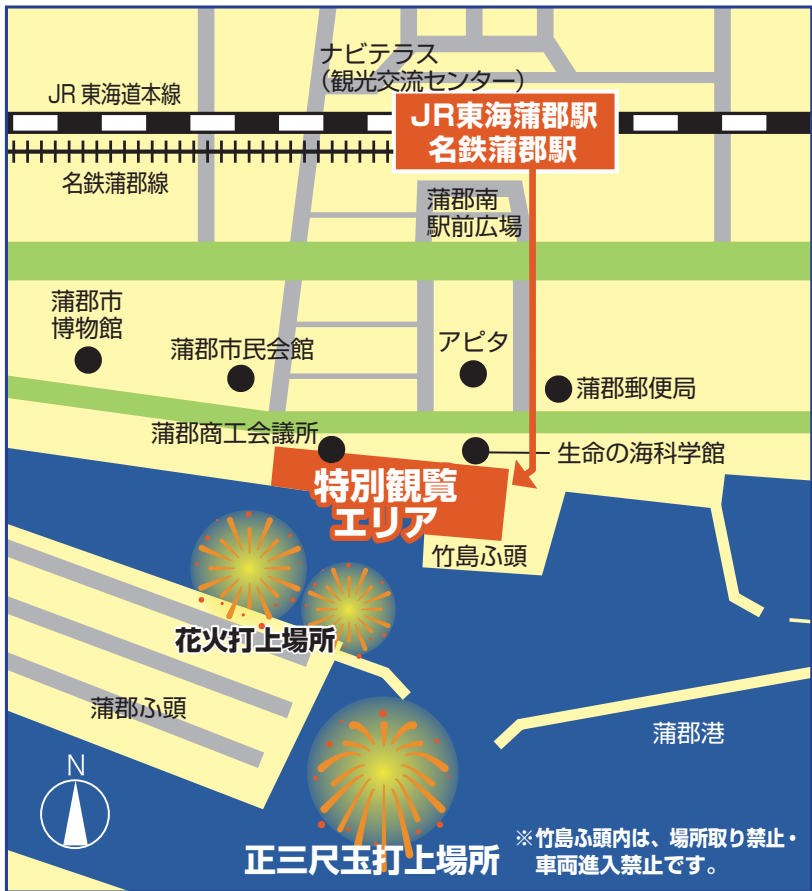 ナビテラス
(観光交流センター)
JR 東海道本線
JR東海蒲郡駅
名鉄蒲郡駅
名鉄蒲郡線
蒲郡南
駅前広場
蒲郡市
博物館
蒲郡市民会館
アピタ
蒲郡郵便局
蒲郡商工会議所
生命の海科学館
特別観覧
エリア
竹島ふ頭
花火打上場所
蒲郡ふ頭
蒲郡港
N
正三尺玉打上場所
※竹島ふ頭内は、場所取り禁止・
車両進入禁止です。